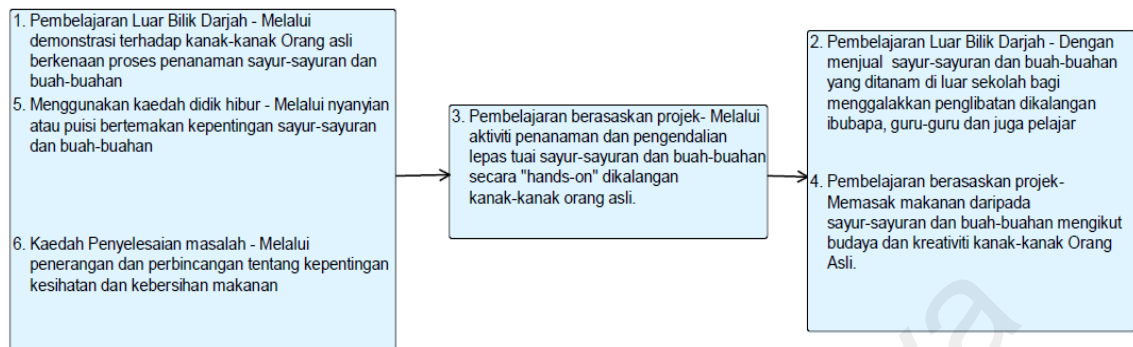 1. Pembelajaran Luar Bilik Darjah - Melalui
demonstrasi terhadap kanak-kanak Orang asli
berkenaan proses penanaman sayur-sayuran dan
buah-buahan
5. Menggunakan kaedah didik hibur - Melalui nyanyian
atau puisi bertemakan kepentingan sayur-sayuran
dan buah-buahan
6. Kaedah Penyelesaian masalah - Melalui
penerangan dan perbincangan tentang kepentingan
kesihatan dan kebersihan makanan
3. Pembelajaran berasaskan projek- Melalui
aktiviti penanaman dan pengendalian
lepas tuai sayur-sayuran dan buah-buahan
secara "hands-on" dikalangan
kanak-kanak orang asli.
2. Pembelajaran Luar Bilik Darjah - Dengan
menjual sayur-sayuran dan buah-buahan
yang ditanam di luar sekolah bagi
menggalakkan penglibatan dikalangan
ibubapa, guru-guru dan juga pelajar
4. Pembelajaran berasaskan projek-
Memasak makanan daripada
sayur-sayuran dan buah-buahan mengikut
budaya dan kreativiti kanak-kanak Orang
Asli.